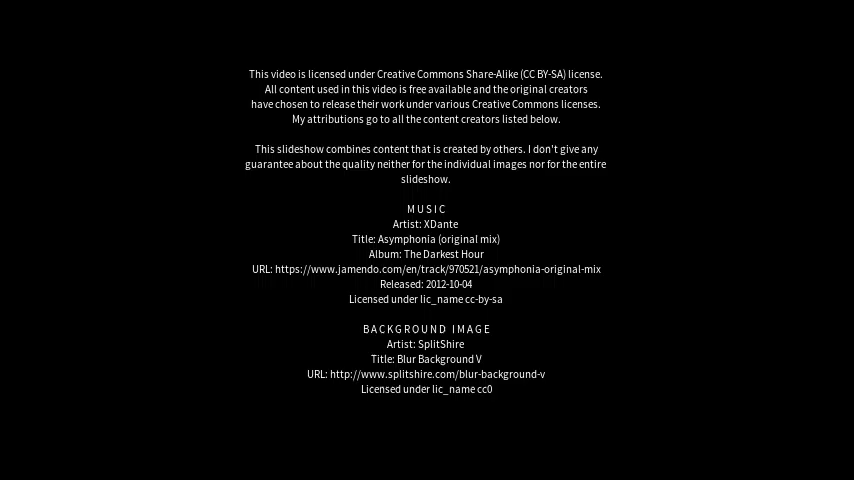 This video is licensed under Creative Commons Share-Alike (CC BY-SA) license.
All content used in this video is free available and the original creators
have chosen to release their work under various Creative Commons licenses.
My attributions go to all the content creators listed below.
This slideshow combines content that is created by others. I don't give any
guarantee about the quality neither for the individual images nor for the entire
slideshow.
MUSIC
Artist: XDante
Title: Asymphonia (original mix)
Album: The Darkest Hour
URL: https://www.jamendo.com/en/track/970521/asymphonia-original-mix
Released: 2012-10-04
Licensed under lic_name cc-by-sa
BACKGROUND IMAGE
Artist: SplitShire
Title: Blur Background V
URL: http://www.splitshire.com/blur-background-v
Licensed under lic_name cc0